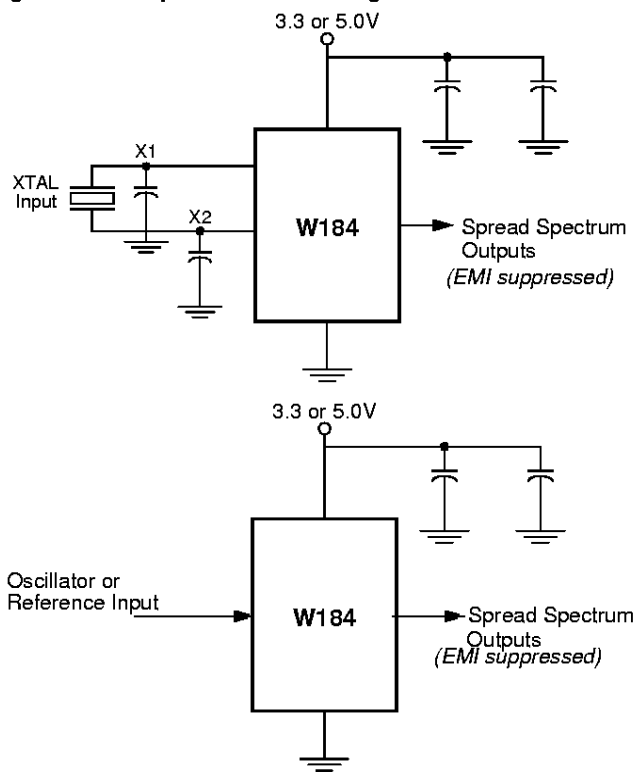 3.3 or 5.0V
X1
XTAL
Input
X2
W184
Spread Spectrum
Outputs
(EMI suppressed)
3.3 or 5.0V
Oscillator or
Reference Input
W184
Spread Spectrum
Outputs
(EMI suppressed)